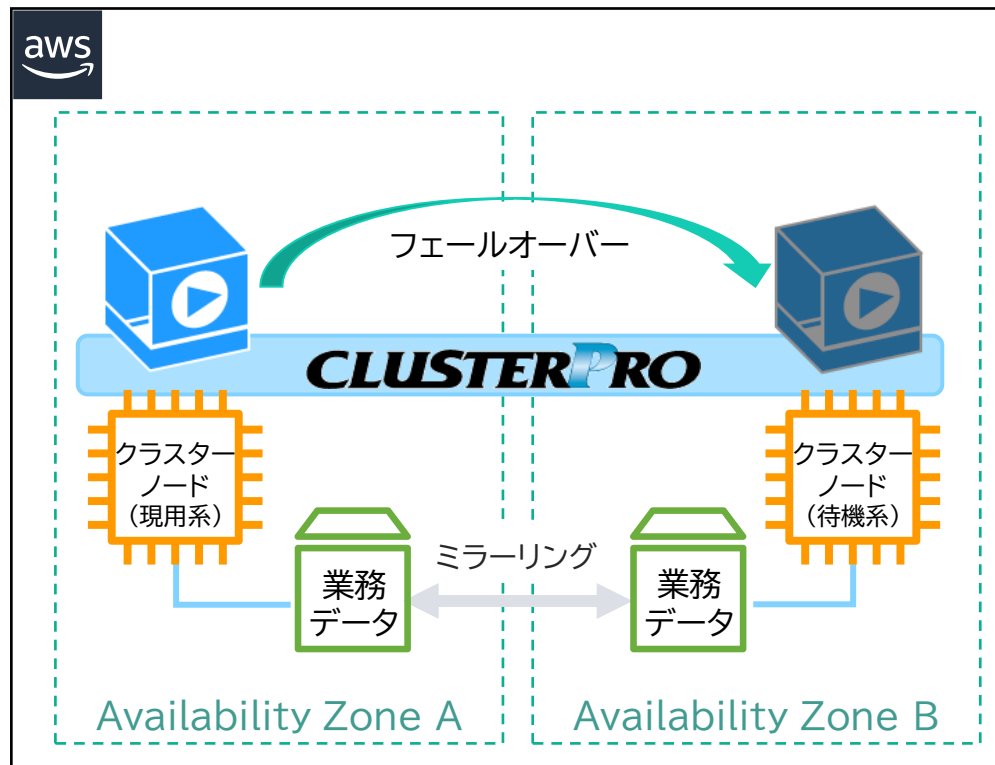 aws
フェールオーバー
CLUSTERPRO
クラスター
ノード
（現用系）
クラスター
ノード
（待機系）
ミラーリング
業務
データ
業務
データ
Availability Zone A
Availability Zone B